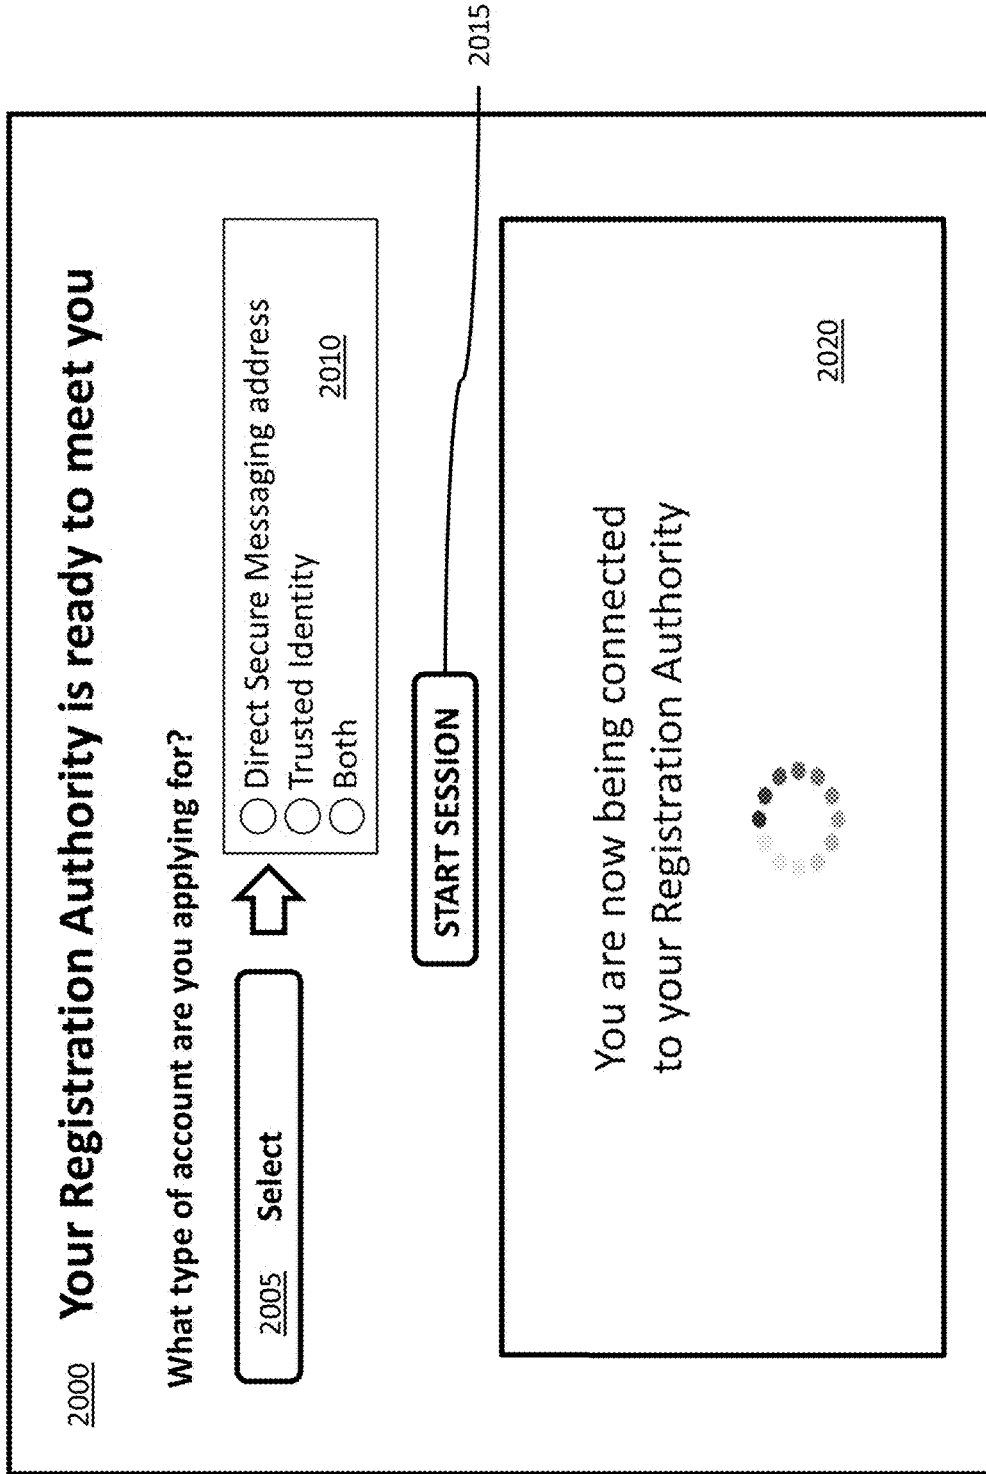 2000 Your Registration Authority is ready to meet you
What type of account are you applying for?
2005 Select
Direct Secure Messaging address
Trusted Identity
2010
Both
START SESSION
2015
You are now being connected
to your Registration Authority
2020